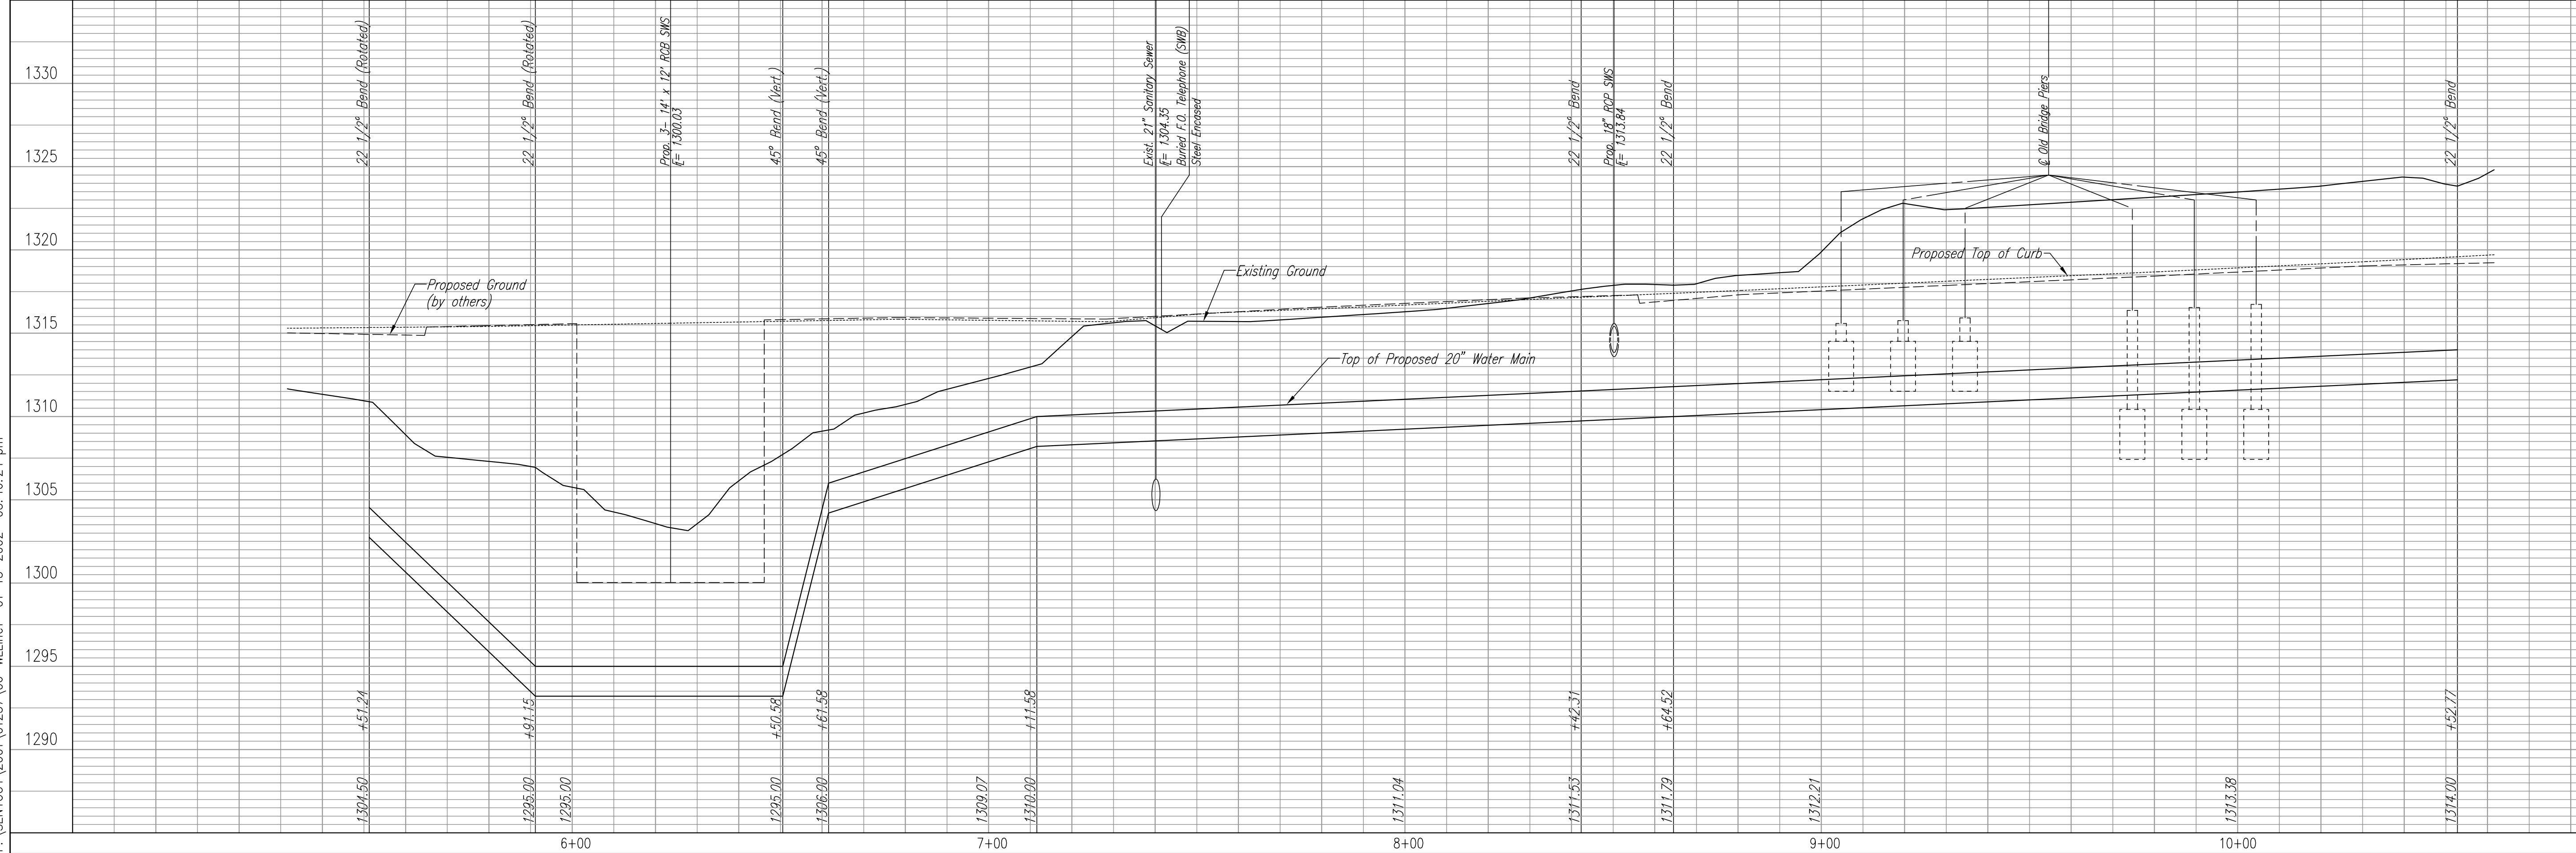 1330
1325
1320
1315
1310
1305
1300
1295
1290
22 1/2° Bend (Rotated)
22 1/2° Bend (Rotated)
Prop. 3- 14' x 12' RCB SWS
= 1300.03
45° Bend (Vert.)
45° Bend (Vert.)
Exist. 21" Sanitary Sewer
= 1304.35
Buried F.O. Telephone (SWB)
Steel Encased
22 1/2° Bend
Prop. 18" RCP SWS
= 1313.84
22 1/2° Bend
℄ Old Bridge Piers
22 1/2° Bend
Proposed Ground
(by others)
Existing Ground
Proposed Top of Curb
Top of Proposed 20" Water Main
+51.24
+91.15
+50.58
+61.58
+11.58
+42.31
+64.52
+52.77
1304.50
1295.00
1295.00
1295.00
1306.00
1309.07
1310.00
1311.04
1311.53
1311.79
1312.21
1313.38
1314.00
6+00
7+00
8+00
9+00
10+00